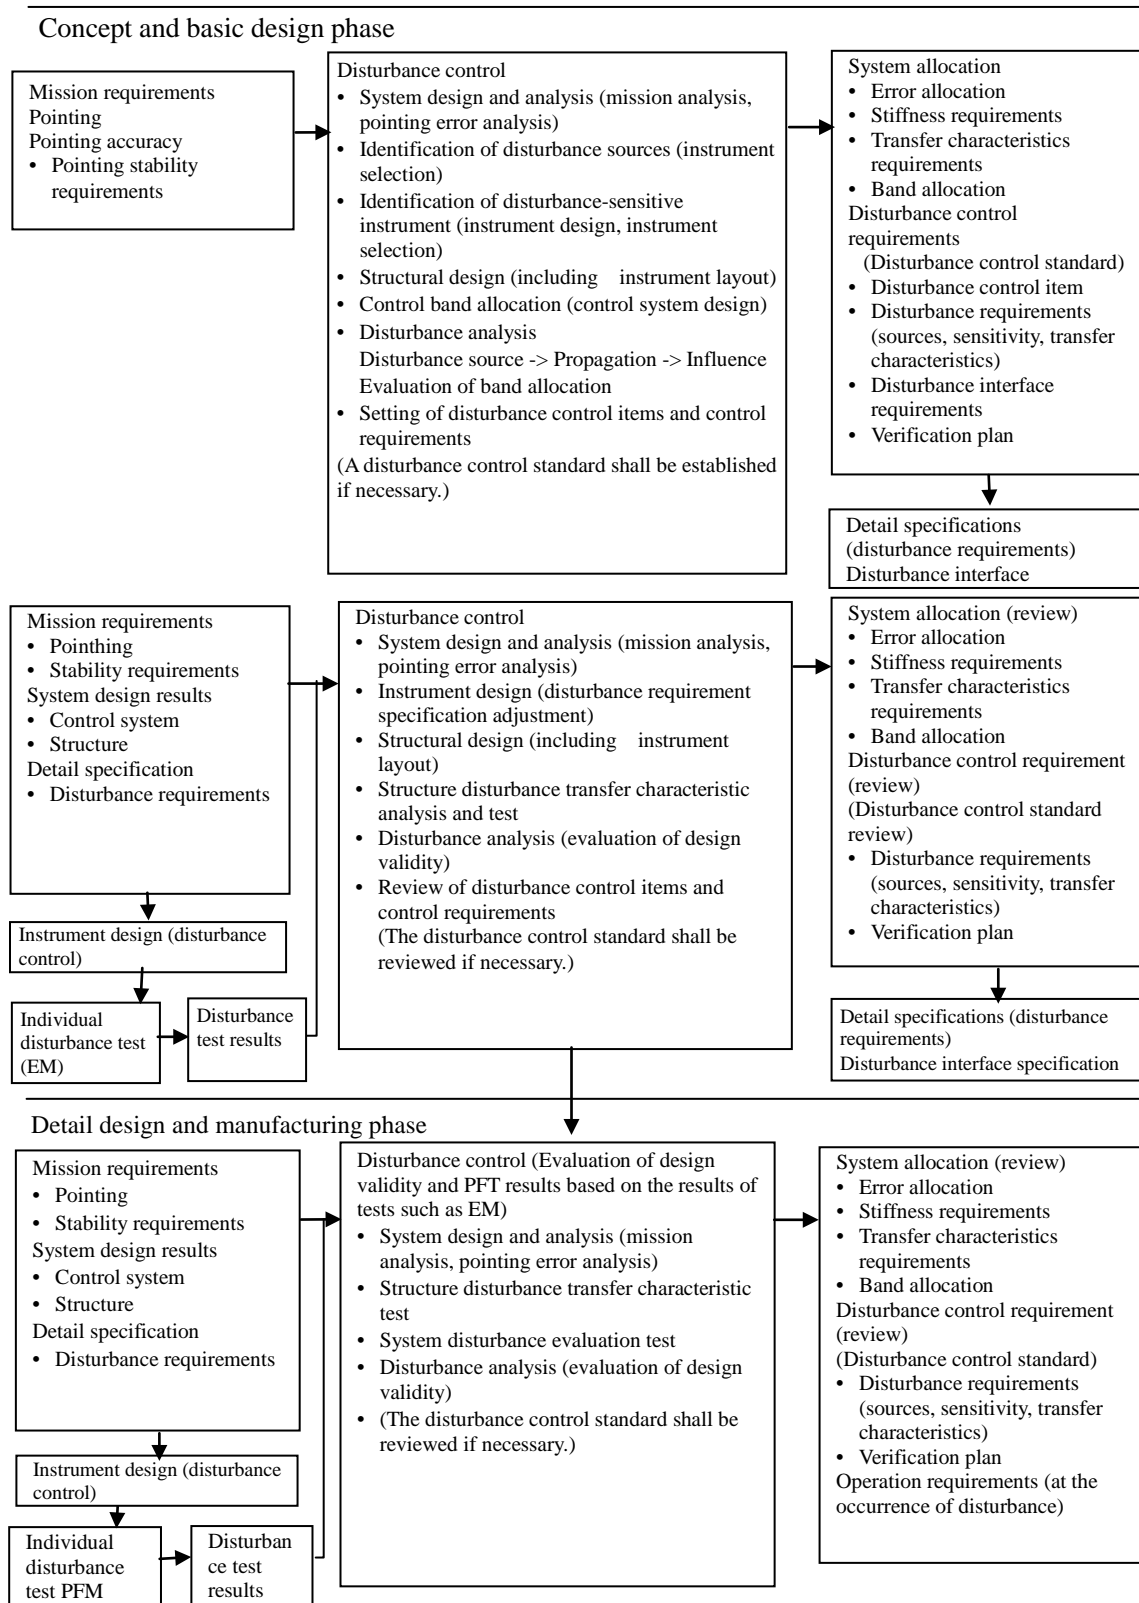 Concept and basic design phase
Mission requirements
Pointing
Pointing accuracy
• Pointing stability
requirements
Disturbance control
• System design and analysis (mission analysis,
pointing error analysis)
• Identification of disturbance sources (instrument
selection)
• Identification of disturbance-sensitive
instrument (instrument design, instrument
selection)
• Structural design (including instrument layout)
• Control band allocation (control system design)
• Disturbance analysis
Disturbance source -> Propagation -> Influence
Evaluation of band allocation
• Setting of disturbance control items and control
requirements
(A disturbance control standard shall be established
if necessary.)
System allocation
• Error allocation
• Stiffness requirements
• Transfer characteristics
requirements
• Band allocation
Disturbance control
requirements
(Disturbance control standard)
• Disturbance control item
• Disturbance requirements
(sources, sensitivity, transfer
characteristics)
• Disturbance interface
requirements
• Verification plan
Detail specifications
(disturbance requirements)
Disturbance interface
Mission requirements
• Pointhing
• Stability requirements
System design results
• Control system
• Structure
Detail specification
• Disturbance requirements
Instrument design (disturbance
control)
Individual
disturbance test
(EM)
Disturbance
test results
Disturbance control
• System design and analysis (mission analysis,
pointing error analysis)
• Instrument design (disturbance requirement
specification adjustment)
• Structural design (including instrument
layout)
• Structure disturbance transfer characteristic
analysis and test
• Disturbance analysis (evaluation of design
validity)
• Review of disturbance control items and
control requirements
(The disturbance control standard shall be
reviewed if necessary.)
System allocation (review)
• Error allocation
• Stiffness requirements
• Transfer characteristics
requirements
• Band allocation
Disturbance control requirement
(review)
(Disturbance control standard
review)
• Disturbance requirements
(sources, sensitivity, transfer
characteristics)
• Verification plan
Detail specifications (disturbance
requirements)
Disturbance interface specification
Detail design and manufacturing phase
Mission requirements
• Pointing
• Stability requirements
System design results
• Control system
• Structure
Detail specification
• Disturbance requirements
Instrument design (disturbance
control)
Individual
disturbance
test PFM
Disturban
ce test
results
Disturbance control (Evaluation of design
validity and PFT results based on the results of
tests such as EM)
• System design and analysis (mission
analysis, pointing error analysis)
• Structure disturbance transfer characteristic
test
• System disturbance evaluation test
• Disturbance analysis (evaluation of design
validity)
• (The disturbance control standard shall be
reviewed if necessary.)
System allocation (review)
• Error allocation
• Stiffness requirements
• Transfer characteristics
requirements
• Band allocation
Disturbance control requirement
(review)
(Disturbance control standard)
• Disturbance requirements
(sources, sensitivity, transfer
characteristics)
• Verification plan
Operation requirements (at the
occurrence of disturbance)